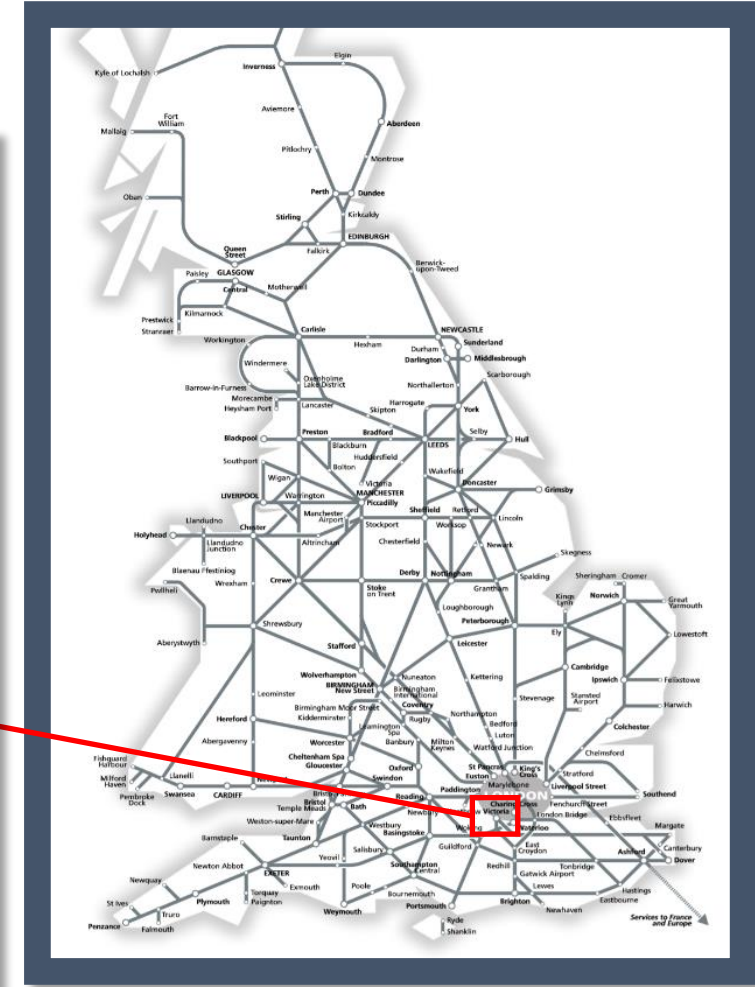 Elgin
Inverness
Kyle of Lochalsh
Aviemore
Aberdeen
Fort
William
Mallaig
Pitlochry
Montrose
Perth
Dundee
Oban
Stirling
Kirkcaldy
EDINBURGH
Queen
Street
Falkirk
Berwick-
upon-Tweed
Paisley
GLASGOW
Central
Motherwell
Prestwick
Kilmarnock
Stranraer
Carlisle
NEWCASTLE
Workington
Hexham
Durham
Sunderland
Darlington
Middlesbrough
Windermere
Scarborough
Oxenholme
Lake District
Northallerton
Barrow-in-Furness
Morecambe
Heysham Port
Lancaster
Harrogate
Skipton
York
Blackpool
Preston
Bradford
Selby
Blackburn
LEEDS
Hull
Southport
Huddersfield
Bolton
Wakefield
Wigan
Victoria
Doncaster
MANCHESTER
Piccadilly
LIVERPOOL
Warrington
Grimsby
Manchester
Airport
Sheffield
Retford
Llandudno
Stockport
Worksop
Lincoln
Holyhead
Chester
Llandudno
Junction
Altrincham
Chesterfield
Newark
Skegness
Blaenau Ffestiniog
Wrexham
Crewe
Derby
Nottingham
Spalding
Sheringham
Cromer
Pwllheli
Stoke
on Trent
Grantham
Kings
Lynn
Norwich
Great
Yarmouth
Loughborough
Peterborough
Aberystwyth
Shrewsbury
Ely
Lowestoft
Stafford
Leicester
Wolverhampton
Nuneaton
Kettering
Cambridge
BIRMINGHAM
New Street
Birmingham
International
Ipswich
Felixstowe
Leominster
Coventry
Stevenage
Stansted
Airport
Birmingham Moor Street
Kidderminster
Rugby
Northampton
Harwich
Hereford
Leamington
Spa
Bedford
Colchester
Worcester
Banbury
Milton
Keynes
Luton
Abergavenny
Watford Junction
Chelmsford
Cheltenham Spa
Gloucester
Oxford
St Pancras
King's
Cross
Fishguard
Harbour
Euston
Stratford
Llanelli
Swindon
Marylebone
Milford
Haven
Paddington
Liverpool Street
Pembroke
Dock
Swansea
CARDIFF
Reading
LONDON
Southend
Charing Cross
Fenchurch Street
Bristol
Temple Meads
Bath
Newbury
Victoria
London Bridge
Ebbsfleet
Weston-super-Mare
Westbury
Woking
Waterloo
Margate
Barnstaple
Taunton
Basingstoke
East
Croydon
Canterbury
Yeovil
Salisbury
Guildford
Ashford
Dover
Newton Abbot
Southampton
Central
Redhill
Tonbridge
Newquay
EXETER
Gatwick Airport
Exmouth
Poole
Lewes
Hastings
St Ives
Plymouth
Torquay
Paignton
Bournemouth
Brighton
Eastbourne
Truro
Weymouth
Portsmouth
Newhaven
Penzance
Falmouth
Ryde
Shanklin
Services to France
and Europe